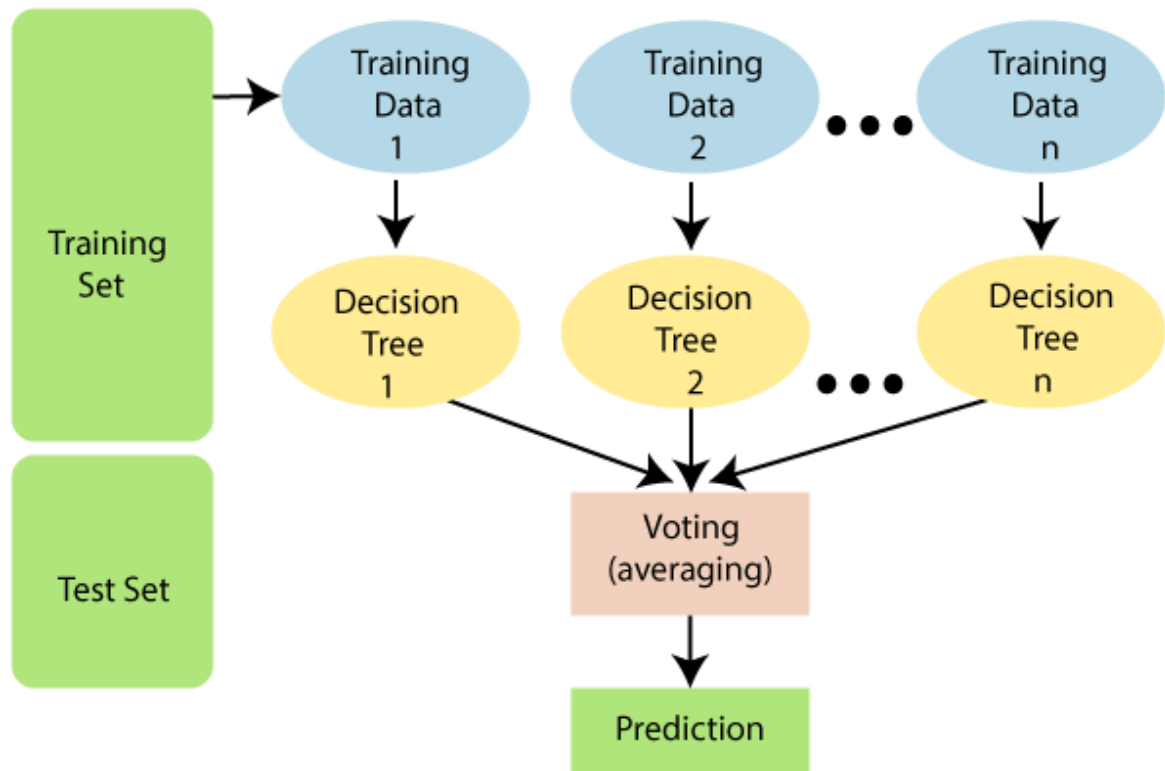 Training
Data
1
Training
Data
2
Training
Data
n
Training
Set
Decision
Tree
1
Decision
Tree
2
Decision
Tree
n
Test Set
Voting
(averaging)
Prediction